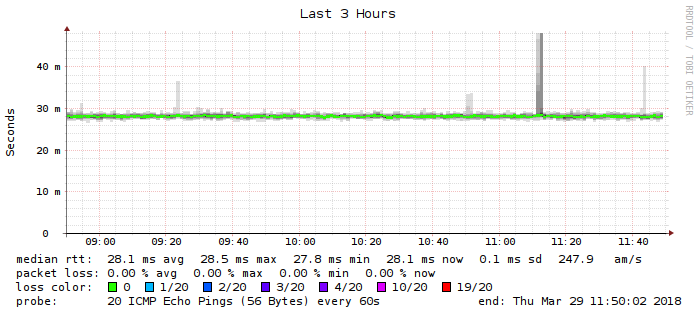 Last 3 Hours
RRDTOOL / TOBI OETIKER
Seconds
40 m
30 m
20 m
10 m
0
09:00 09:20 09:40 10:00 10:20 10:40 11:00 11:20 11:40
median rtt: 28.1 ms avg 28.5 ms max 27.8 ms min 28.1 ms now 0.1 ms sd 247.9 am/s
packet loss: 0.00 % avg 0.00 % max 0.00 % min 0.00 % now
loss color: 0 1/20 2/20 3/20 4/20 10/20 19/20
probe: 20 ICMP Echo Pings (56 Bytes) every 60s end: Thu Mar 29 11:50:02 2018